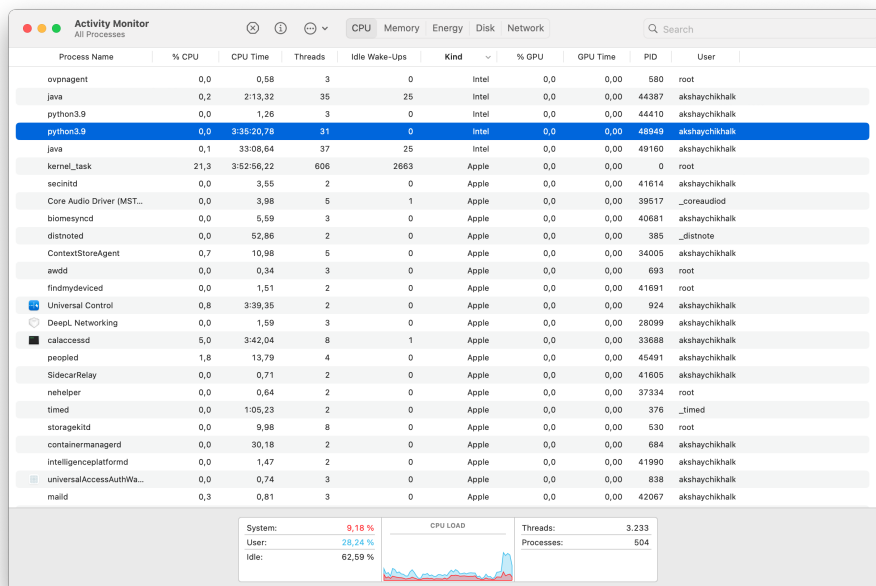 Activity Monitor
All Processes
CPU Memory Energy Disk Network
Search
Process Name % CPU CPU Time Threads Idle Wake-Ups Kind % GPU GPU Time PID User
ovpnagent 0,0 0,58 3 0 Intel 0,0 0,00 580 root
java 0,2 2:13,32 35 25 Intel 0,0 0,00 44387 akshaychikhalk
python3.9 0,0 1,26 3 0 Intel 0,0 0,00 44410 akshaychikhalk
python3.9 0,0 3:35:20,78 31 0 Intel 0,0 0,00 48949 akshaychikhalk
java 0,1 33:08,64 37 25 Intel 0,0 0,00 49160 akshaychikhalk
kernel_task 21,3 3:52:56,22 606 2663 Apple 0,0 0,00 0 root
secinitd 0,0 3,55 2 0 Apple 0,0 0,00 41614 akshaychikhalk
Core Audio Driver (MST... 0,0 3,98 5 1 Apple 0,0 0,00 39517 _coreaudiod
biomesyncd 0,0 5,59 3 0 Apple 0,0 0,00 40681 akshaychikhalk
distnoted 0,0 52,86 2 0 Apple 0,0 0,00 385 _distnote
ContextStoreAgent 0,7 10,98 5 0 Apple 0,0 0,00 34005 akshaychikhalk
awdd 0,0 0,34 3 0 Apple 0,0 0,00 693 root
findmydeviced 0,0 1,51 2 0 Apple 0,0 0,00 41691 root
Universal Control 0,8 3:39,35 2 0 Apple 0,0 0,00 924 akshaychikhalk
DeepL Networking 0,0 1,59 3 0 Apple 0,0 0,00 28099 akshaychikhalk
calaccessd 5,0 3:42,04 8 1 Apple 0,0 0,00 33688 akshaychikhalk
peopled 1,8 13,79 4 0 Apple 0,0 0,00 45491 akshaychikhalk
SidecarRelay 0,0 0,71 2 0 Apple 0,0 0,00 41605 akshaychikhalk
nehelper 0,0 0,64 2 0 Apple 0,0 0,00 37334 root
timed 0,0 1:05,23 2 0 Apple 0,0 0,00 376 _timed
storagekitd 0,0 9,98 8 0 Apple 0,0 0,00 530 root
containermanagerd 0,0 30,18 2 0 Apple 0,0 0,00 684 akshaychikhalk
intelligenceplatformd 0,0 1,47 2 0 Apple 0,0 0,00 41990 akshaychikhalk
universalAccessAuthWa... 0,0 0,74 3 0 Apple 0,0 0,00 838 akshaychikhalk
maild 0,3 0,81 3 0 Apple 0,0 0,00 42067 akshaychikhalk
System: 9,18 % CPU LOAD Threads: 3.233
User: 28,24 % Processes: 504
Idle: 62,59 %